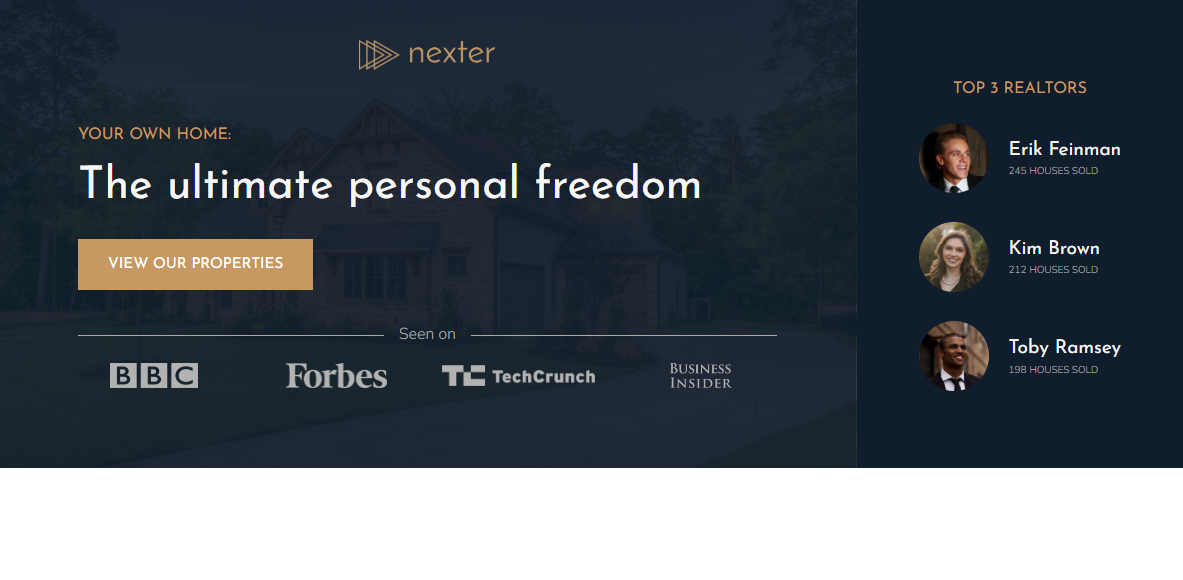 nexter
YOUR OWN HOME:
The ultimate personal freedom
VIEW OUR PROPERTIES
Seen on
BBC
Forbes
TC TechCrunch
BUSINESS
INSIDER
TOP 3 REALTORS
Erik Feinman
245 HOUSES SOLD
Kim Brown
212 HOUSES SOLD
Toby Ramsey
198 HOUSES SOLD